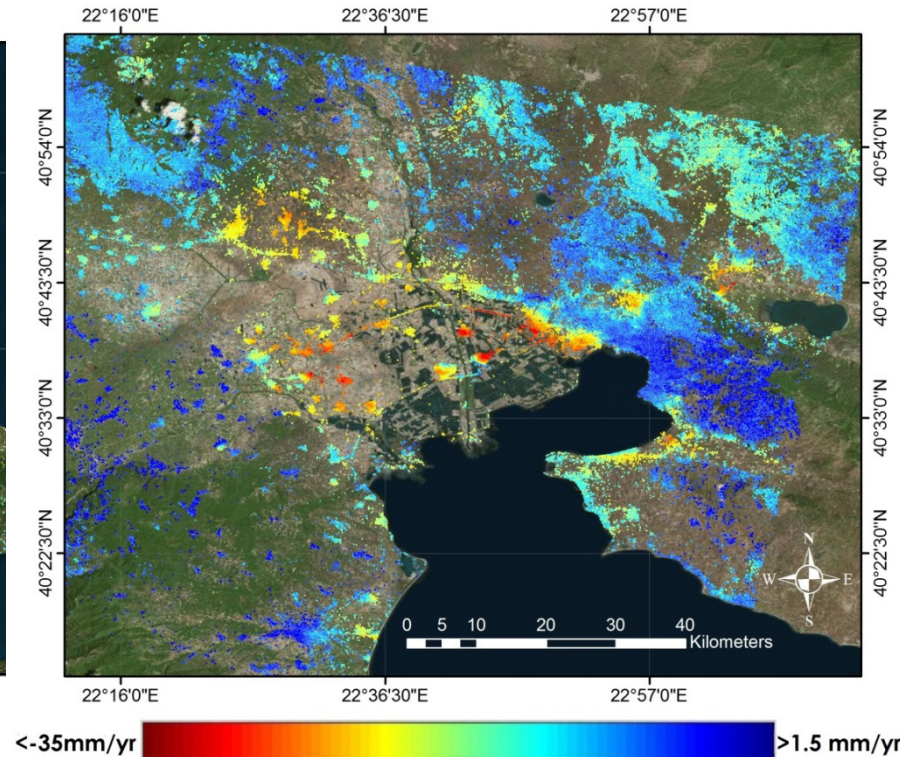 22°16'0"E 22°36'30"E 22°57'0"E
40°54'0"N 40°54'0"N
40°43'30"N 40°43'30"N
40°33'0"N 40°33'0"N
40°22'30"N 40°22'30"N
N
W E
S
0 5 10 20 30 40
Kilometers
22°16'0"E 22°36'30"E 22°57'0"E
<-35mm/yr >1.5 mm/yr